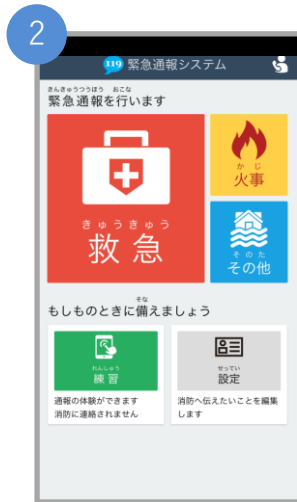 2
119 緊急通報システム
きんきゅうつうほう おこな
緊急通報を行います
きゅうきゅう
救急
かじ
火事
そのた
その他
そな
もしものときに備えましょう
れんしゅう
練習
通報の体験ができます
消防に連絡されません
せってい
設定
消防へ伝えたいことを編集
します